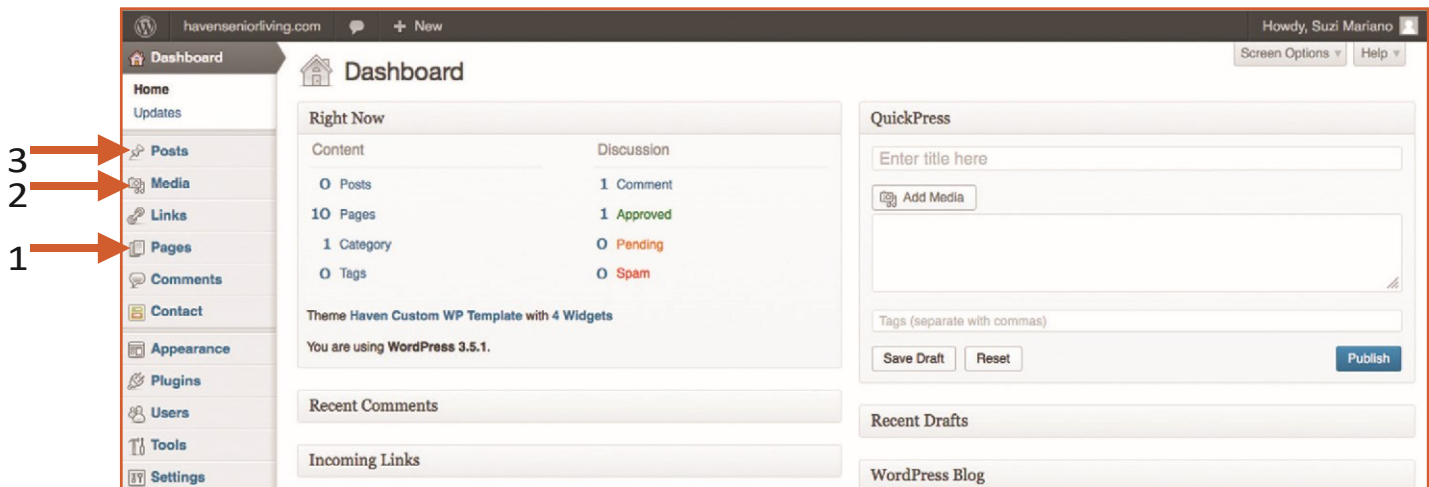 havenseniorliving.com + New Howdy, Suzi Mariano
Dashboard
Home
Updates
3 Posts
2 Media
Links
1 Pages
Comments
Contact
Appearance
Plugins
Users
Tools
Settings
Screen Options Help
Dashboard
Right Now
Content Discussion
0 Posts 1 Comment
10 Pages 1 Approved
1 Category 0 Pending
0 Tags 0 Spam
Theme Haven Custom WP Template with 4 Widgets
You are using WordPress 3.5.1.
Recent Comments
Incoming Links
QuickPress
Enter title here
Add Media
Tags (separate with commas)
Save Draft Reset Publish
Recent Drafts
WordPress Blog